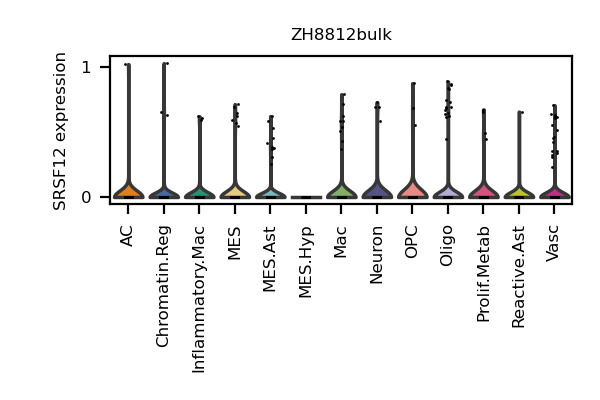 ZH8812bulk
SRSF12 expression
1
0
AC
Chromatin.Reg
Inflammatory.Mac
MES
MES.Ast
MES.Hyp
Mac
Neuron
OPC
Oligo
Prolif.Metab
Reactive.Ast
Vasc